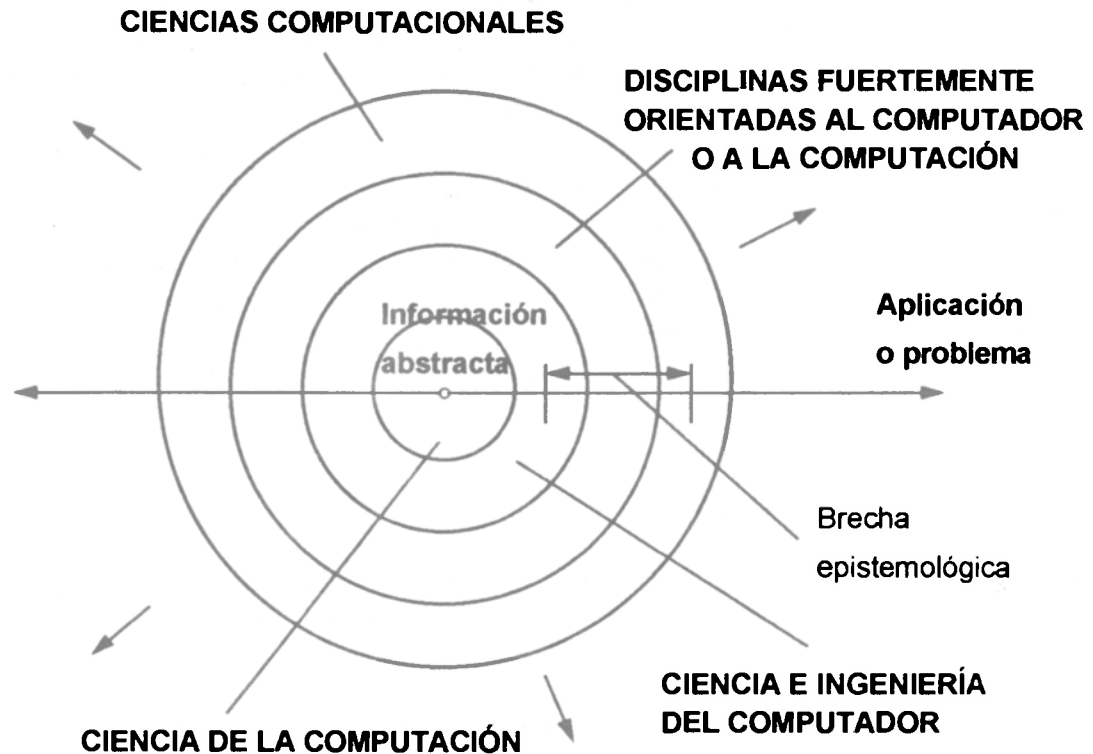 CIENCIAS COMPUTACIONALES
DISCIPLINAS FUERTEMENTE
ORIENTADAS AL COMPUTADOR
O A LA COMPUTACIÓN
Información
abstracta
Aplicación
o problema
Brecha
epistemológica
CIENCIA E INGENIERÍA
DEL COMPUTADOR
CIENCIA DE LA COMPUTACIÓN